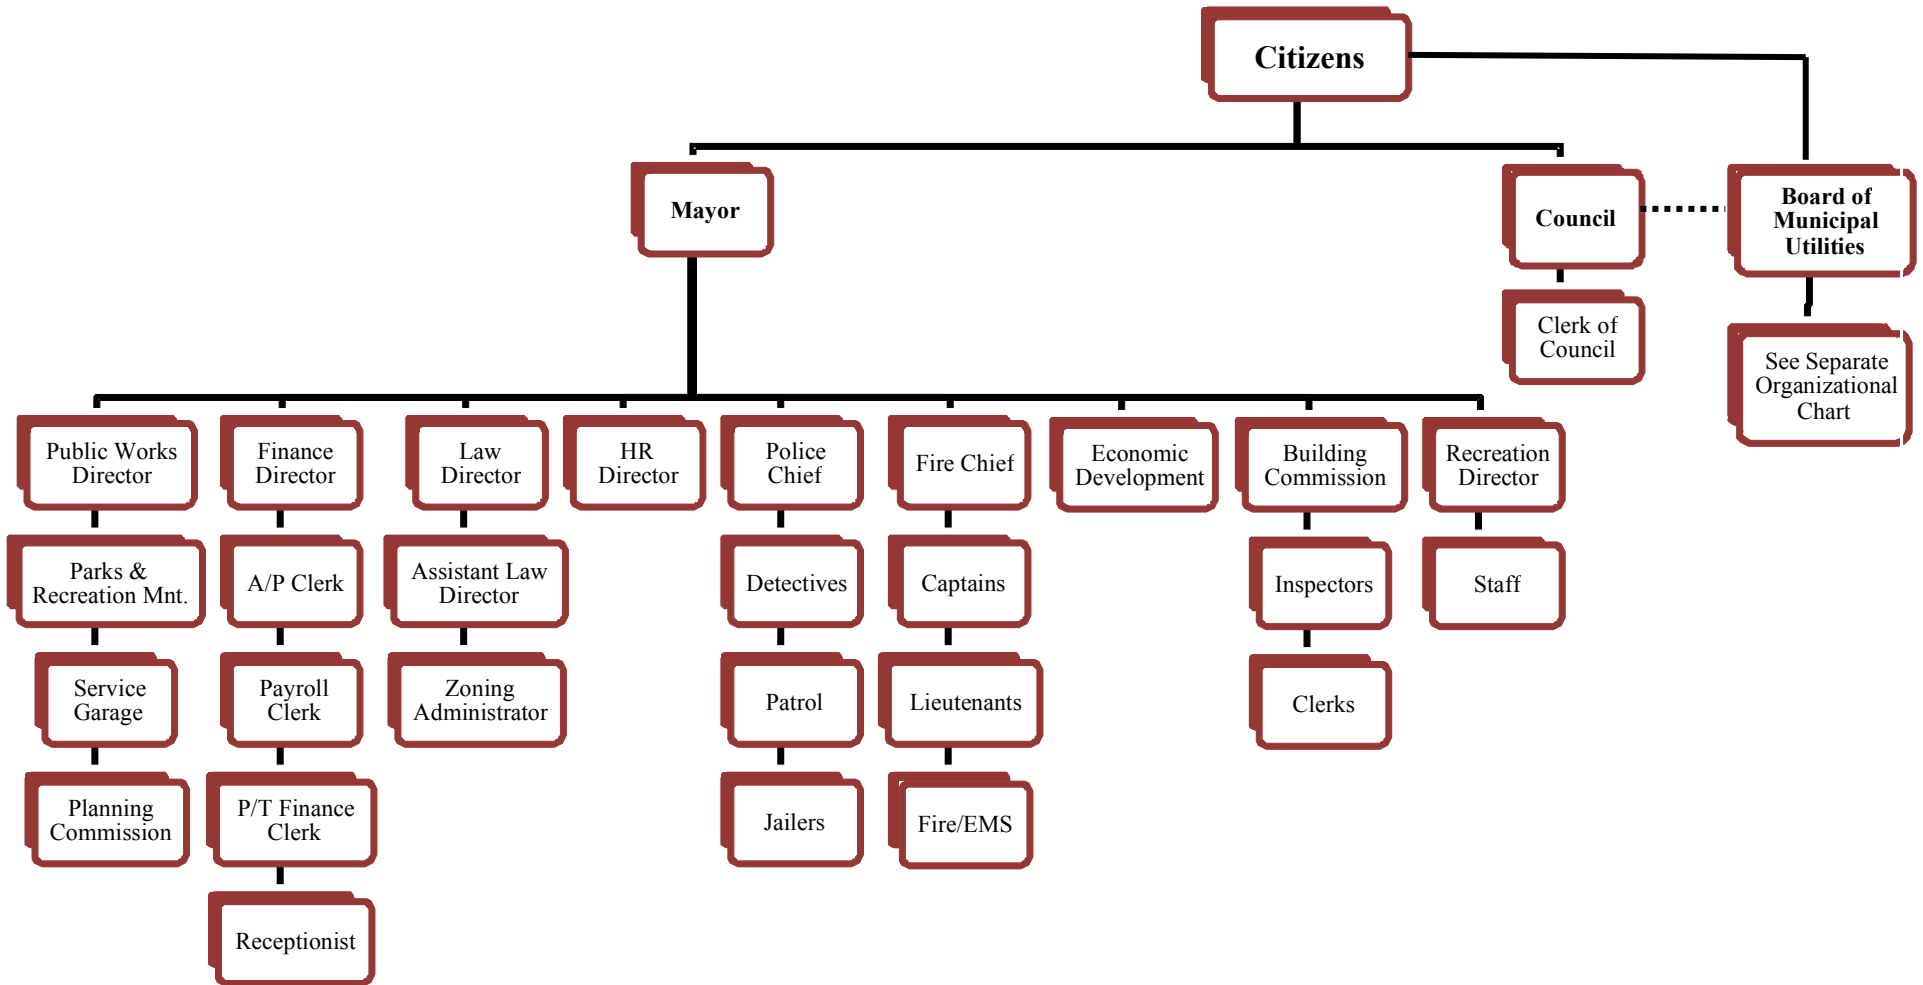 Citizens
Mayor
Council
Board of
Municipal
Utilities
Clerk of
Council
See Separate
Organizational
Chart
Public Works
Director
Finance
Director
Law
Director
HR
Director
Police
Chief
Fire Chief
Economic
Development
Building
Commission
Recreation
Director
Parks &
Recreation Mnt.
A/P Clerk
Assistant Law
Director
Detectives
Captains
Inspectors
Staff
Service
Garage
Payroll
Clerk
Zoning
Administrator
Patrol
Lieutenants
Clerks
Planning
Commission
P/T Finance
Clerk
Jailers
Fire/EMS
Receptionist